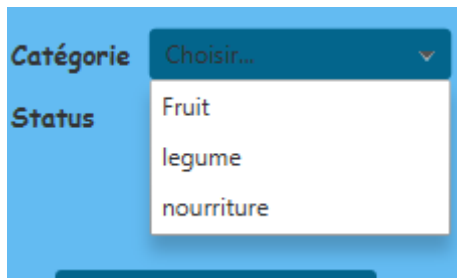 Catégorie Choisir...
Status
Fruit
legume
nourriture